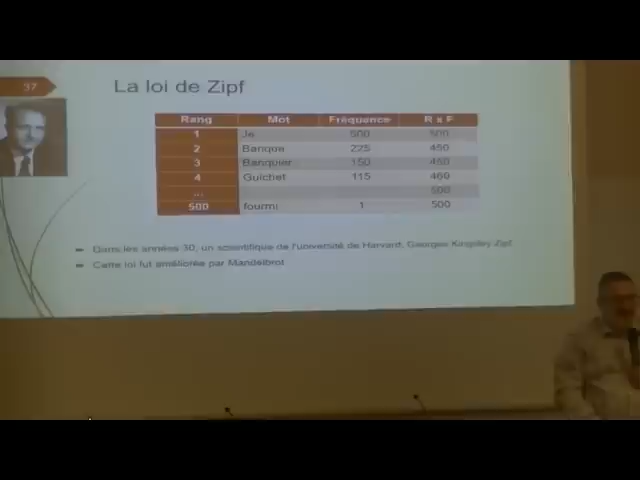 37
La loi de Zipf
Rang Mot Fréquence R x F
1 Je 500 500
2 Banque 225 450
3 Banquier 150 450
4 Guichet 115 460
... 500
500 fourmi 1 500
Dans les années 30, un scientifique de l'université de Harvard, Georges Kingsley Zipf
Cette loi fut améliorée par Mandelbrot